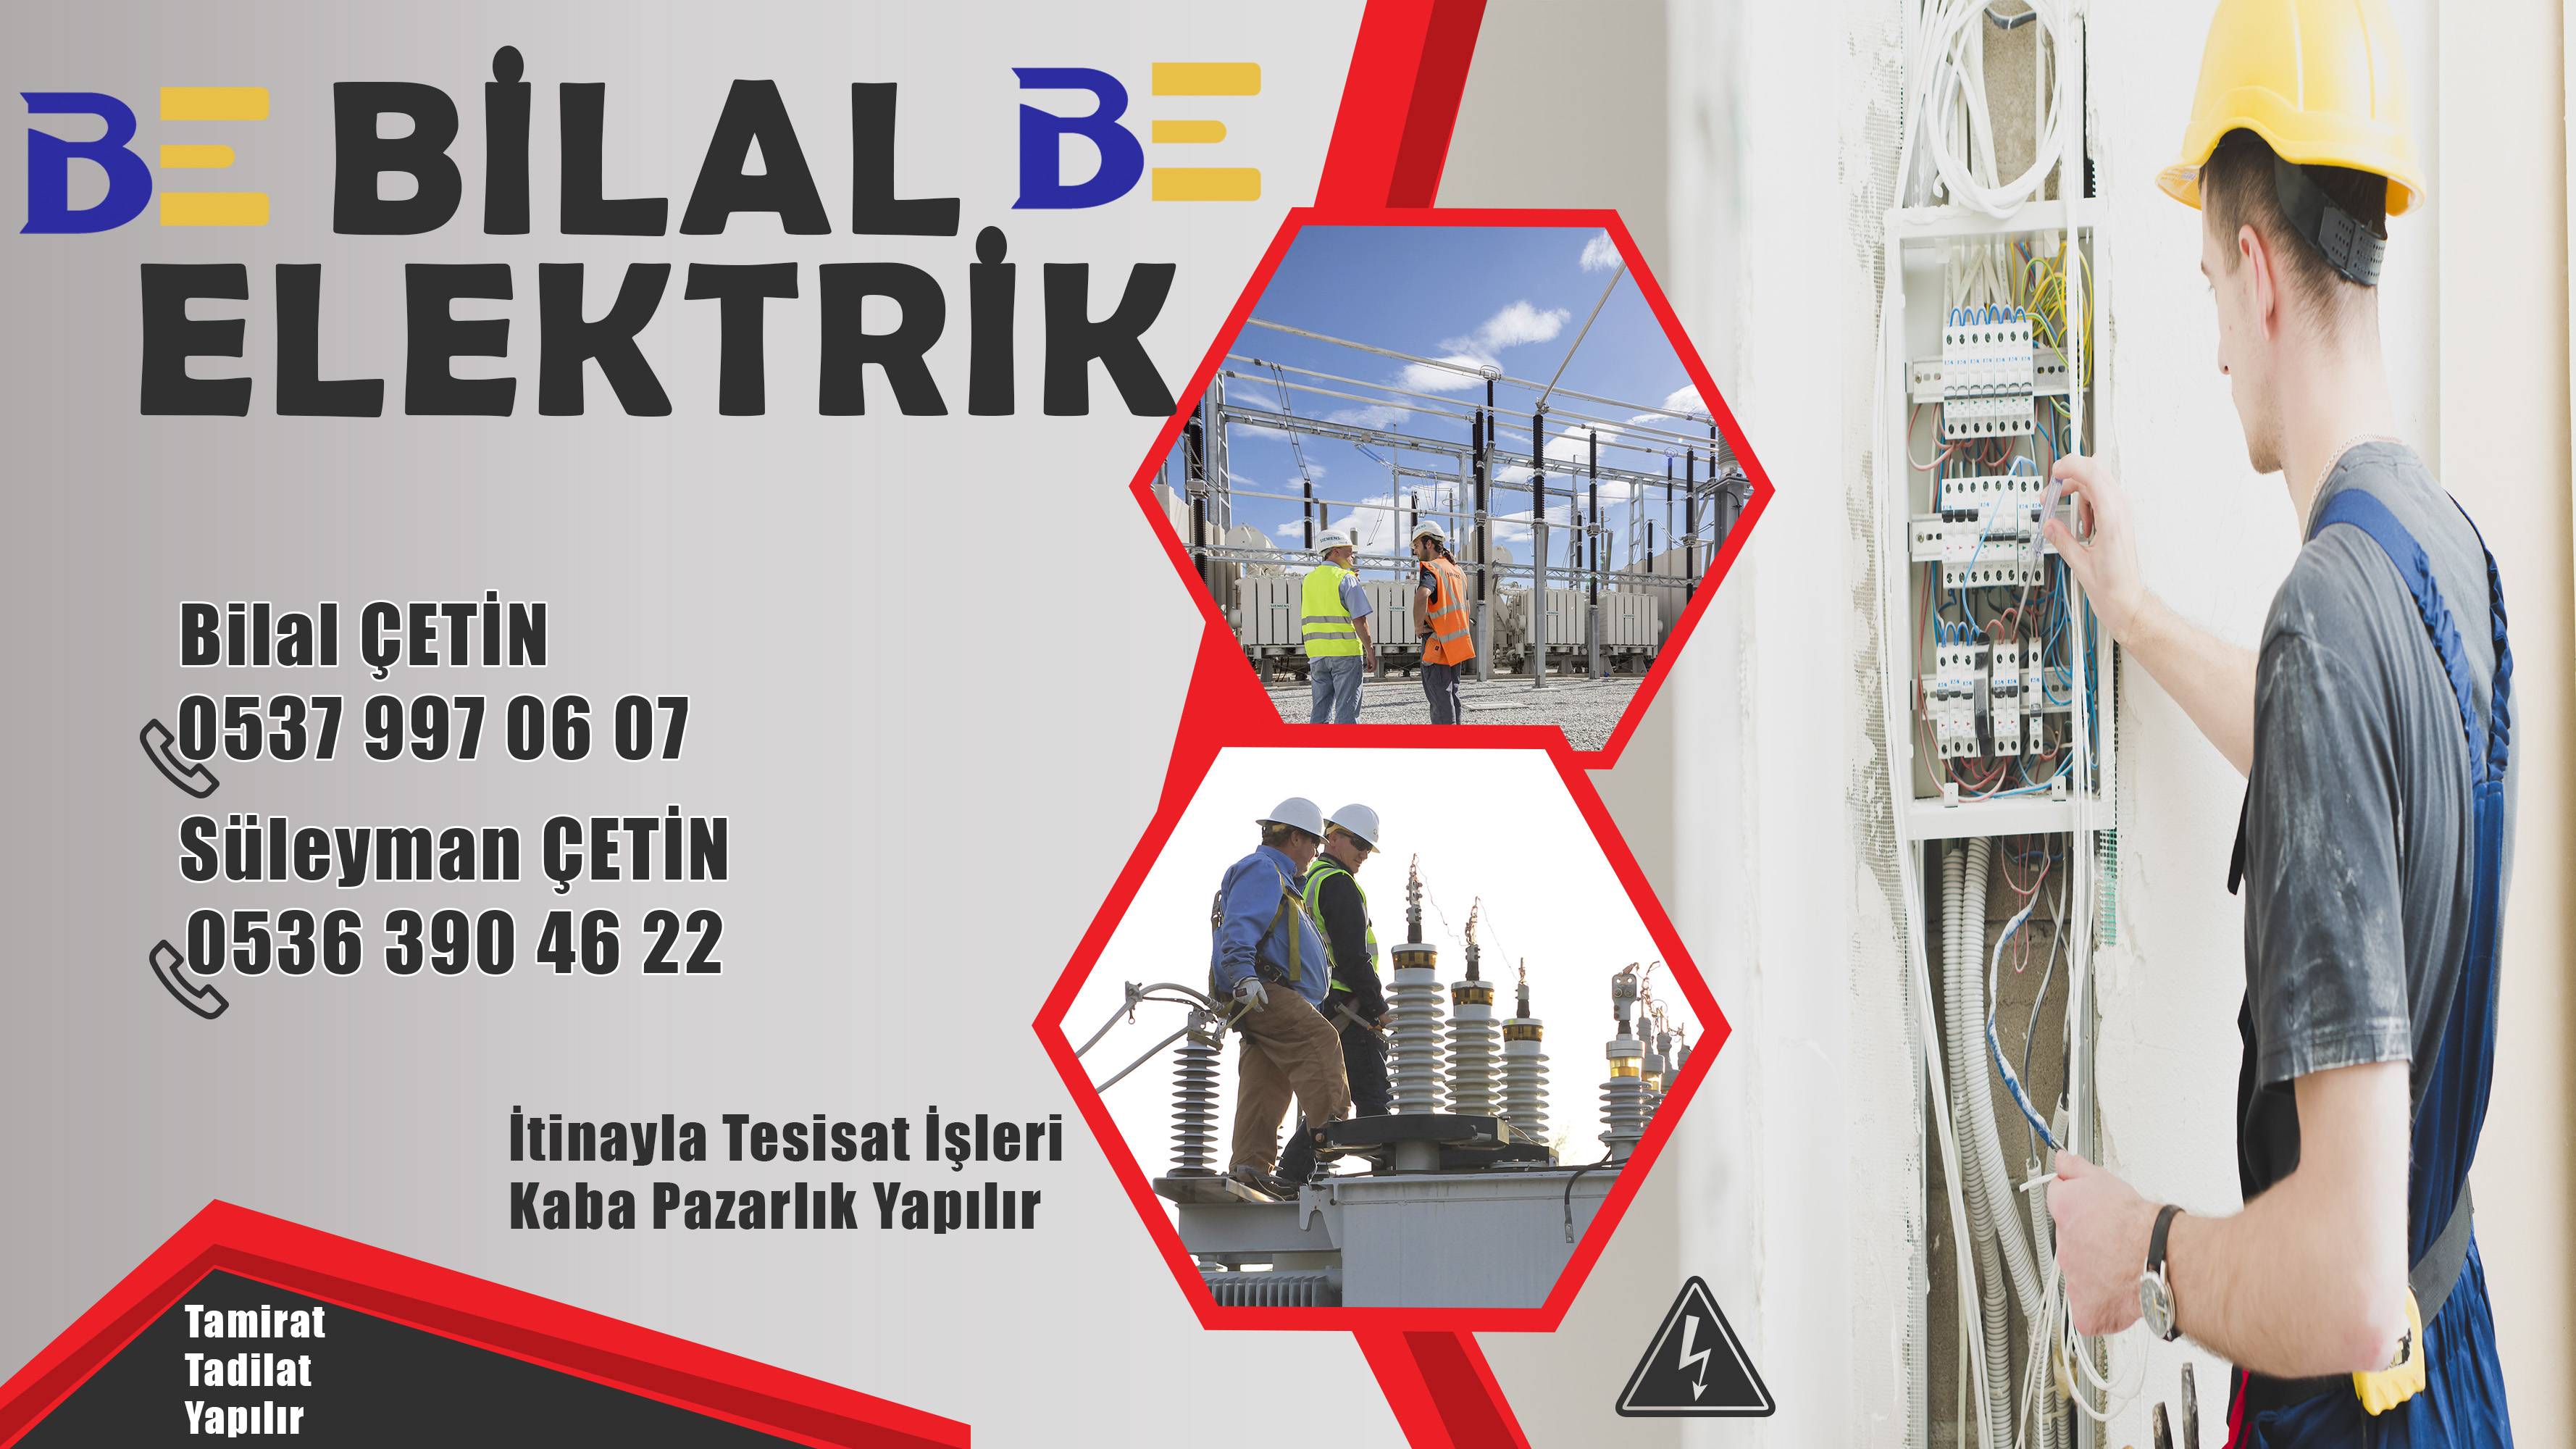 BE BİLAL BE
ELEKTRİK
Bilal ÇETİN
0537 997 06 07
Süleyman ÇETİN
0536 390 46 22
İtinayla Tesisat İşleri
Kaba Pazarlık Yapılır
Tamirat
Tadilat
Yapılır